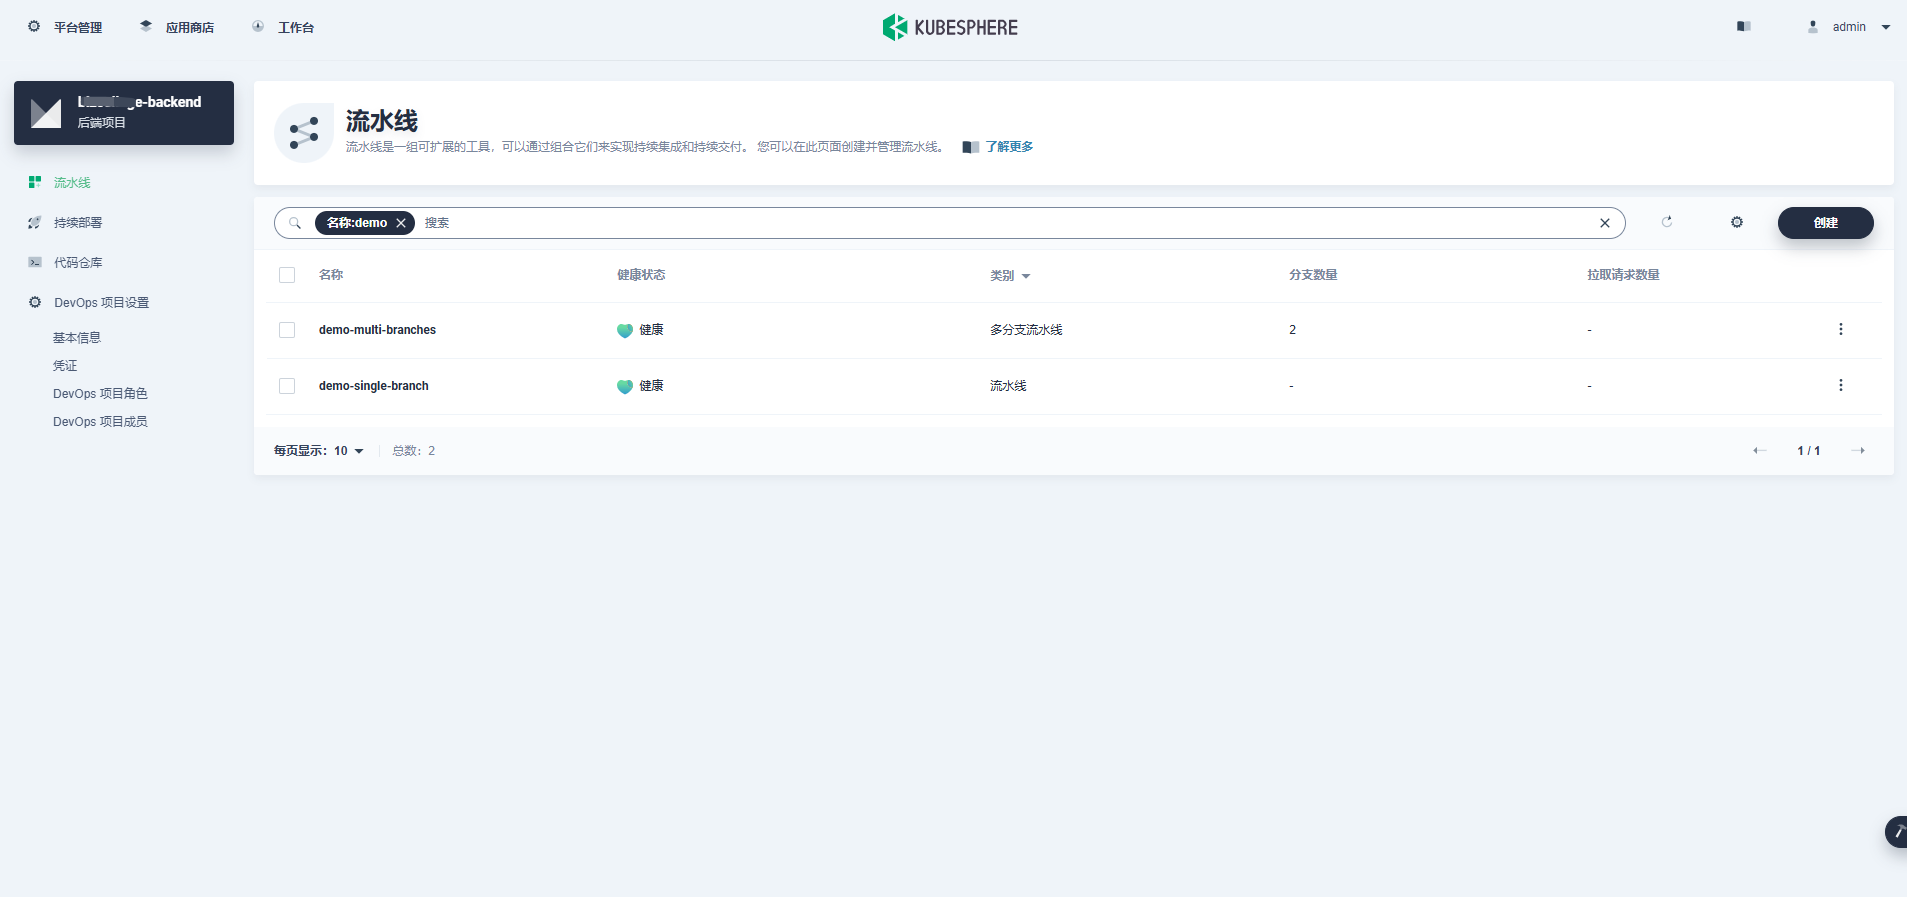 平台管理
应用商店
工作台
KUBESPHERE
admin
e-backend
后端项目
流水线
持续部署
代码仓库
DevOps 项目设置
基本信息
凭证
DevOps 项目角色
DevOps 项目成员
流水线
流水线是一组可扩展的工具，可以通过组合它们来实现持续集成和持续交付。 您可以在此页面创建并管理流水线。 了解更多
名称:demo 搜索
创建
名称 健康状态 类别 分支数量 拉取请求数量
demo-multi-branches 健康 多分支流水线 2 -
demo-single-branch 健康 流水线 - -
每页显示：10 总数：2
1 / 1